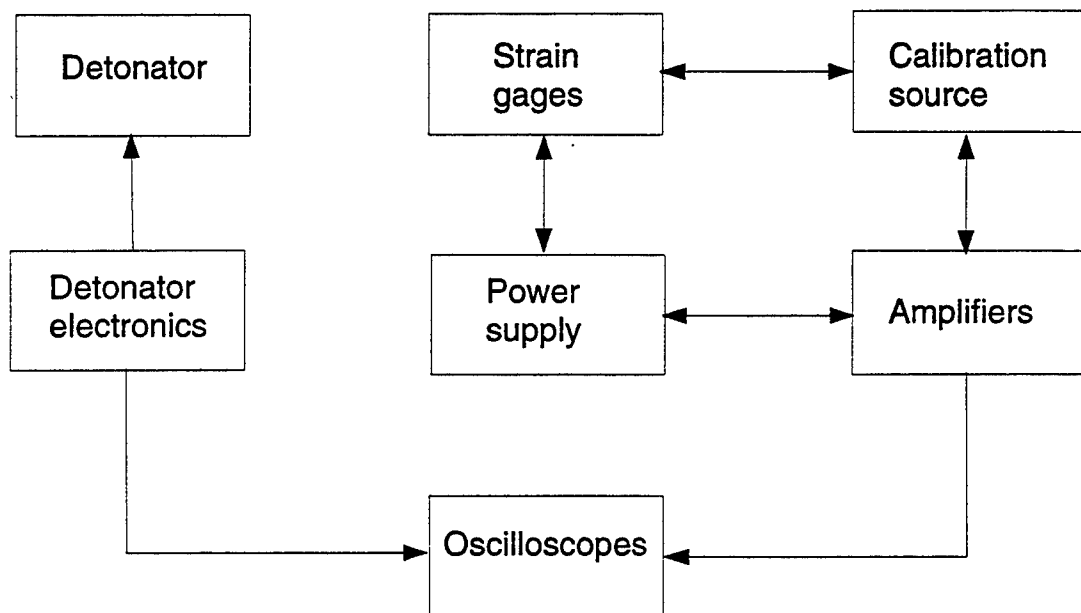 Detonator
Strain
gages
Calibration
source
Detonator
electronics
Power
supply
Amplifiers
Oscilloscopes